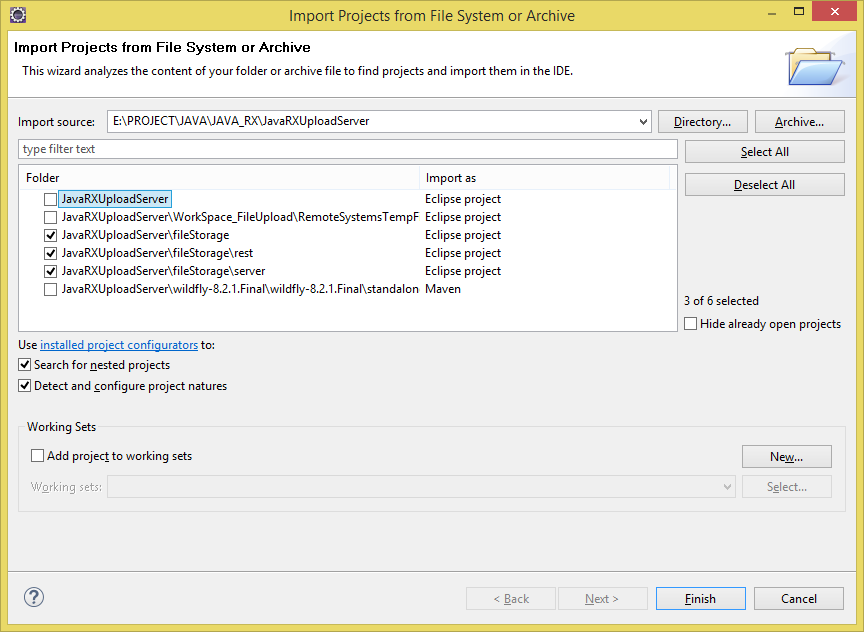 Import Projects from File System or Archive
Import Projects from File System or Archive
This wizard analyzes the content of your folder or archive file to find projects and import them in the IDE.
Import source: E:\PROJECT\JAVA\JAVA_RX\JavaRXUploadServer Directory... Archive...
type filter text Select All
Deselect All
Folder Import as
JavaRXUploadServer Eclipse project
JavaRXUploadServer\WorkSpace_FileUpload\RemoteSystemsTempF Eclipse project
JavaRXUploadServer\fileStorage Eclipse project
JavaRXUploadServer\fileStorage\rest Eclipse project
JavaRXUploadServer\fileStorage\server Eclipse project
JavaRXUploadServer\wildfly-8.2.1.Final\wildfly-8.2.1.Final\standalon Maven
3 of 6 selected
Hide already open projects
Use installed project configurators to:
Search for nested projects
Detect and configure project natures
Working Sets
Add project to working sets New...
Working sets: Select...
? < Back Next > Finish Cancel